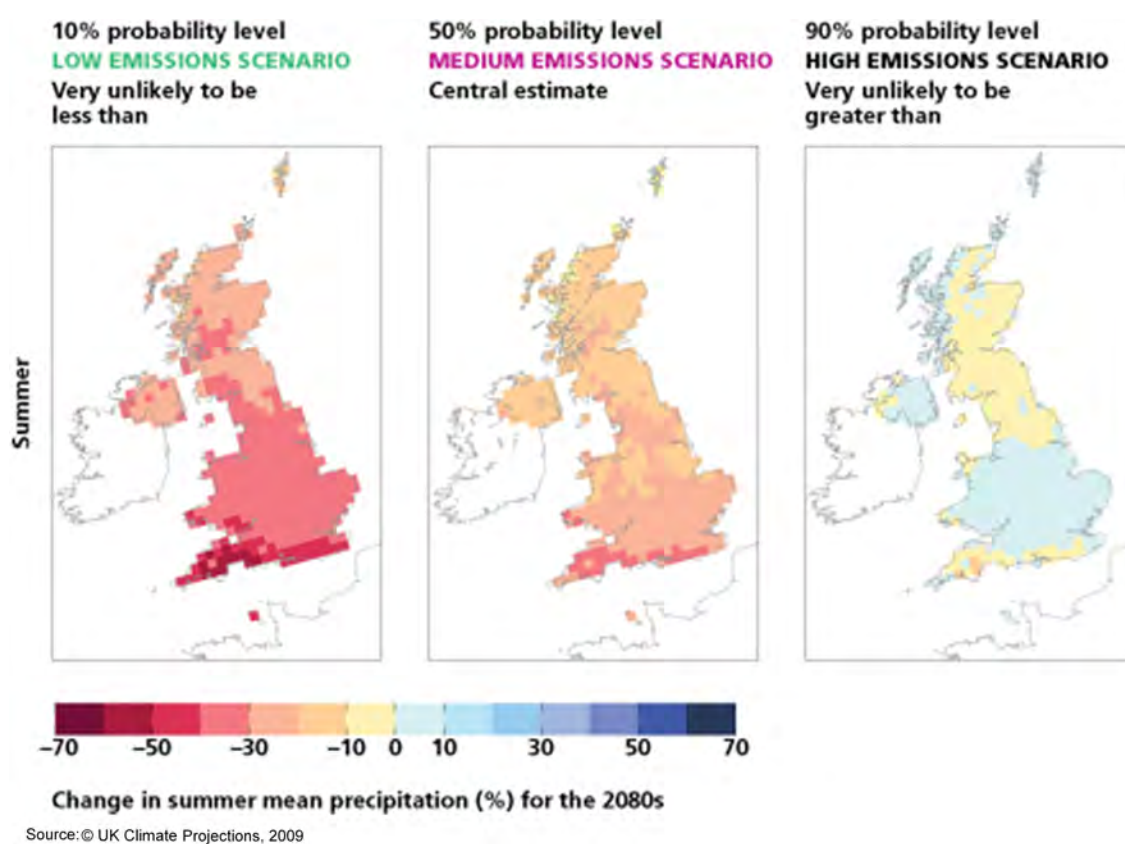 10% probability level
LOW EMISSIONS SCENARIO
Very unlikely to be
less than
50% probability level
MEDIUM EMISSIONS SCENARIO
Central estimate
90% probability level
HIGH EMISSIONS SCENARIO
Very unlikely to be
greater than
Summer
–70 –50 –30 –10 0 10 30 50 70
Change in summer mean precipitation (%) for the 2080s
Source:© UK Climate Projections, 2009